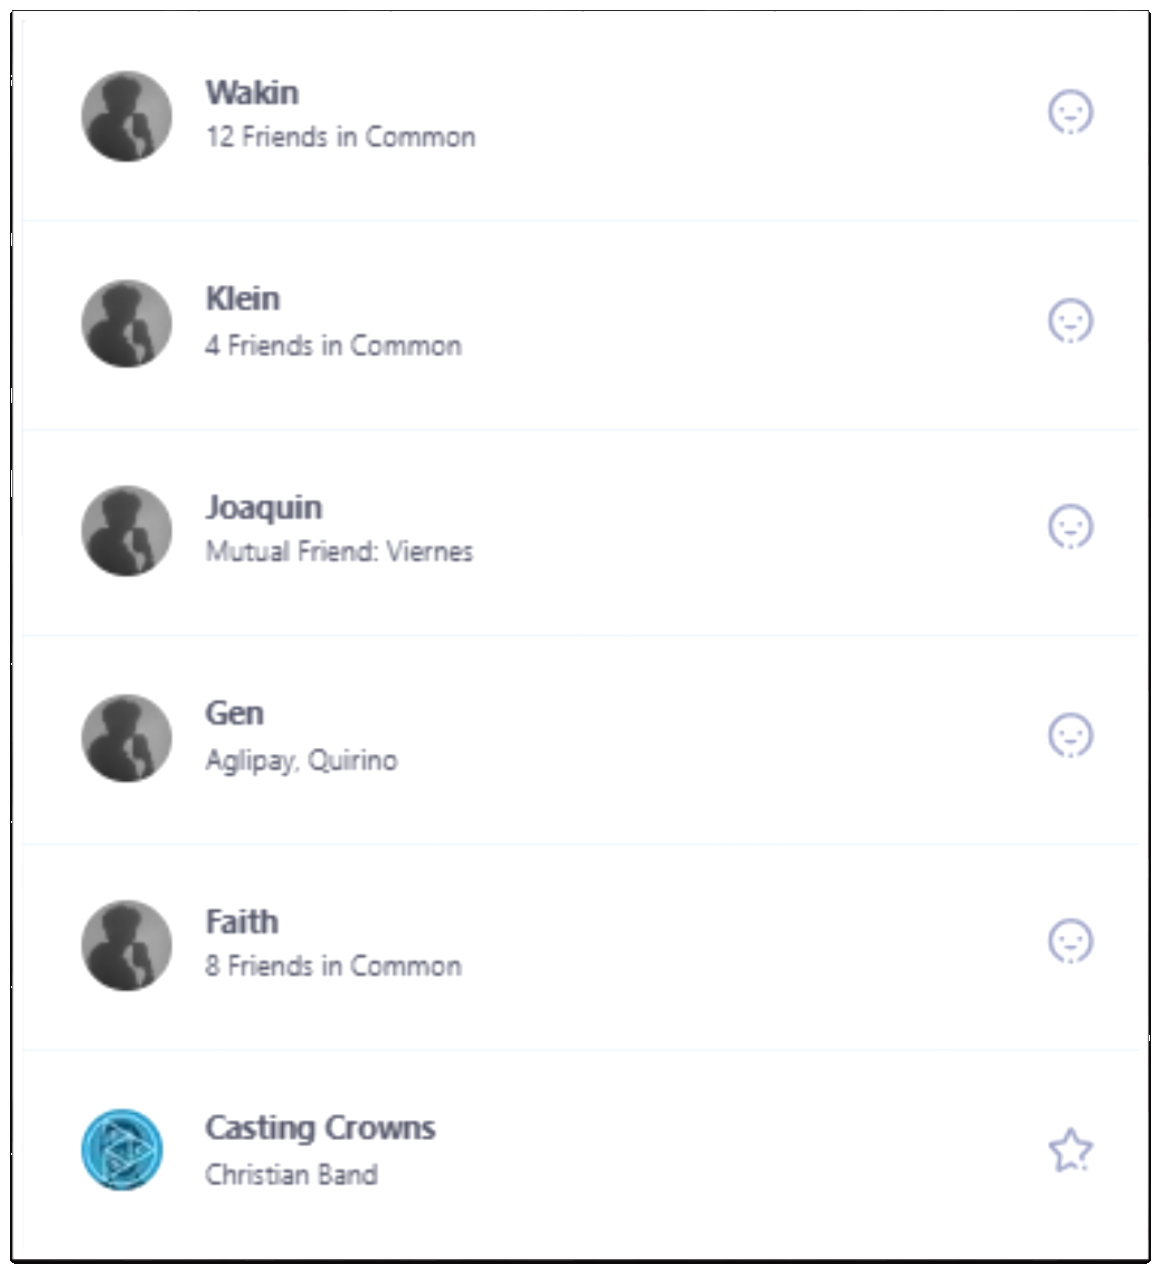 Wakin
12 Friends in Common
Klein
4 Friends in Common
Joaquin
Mutual Friend: Viernes
Gen
Aglipay, Quirino
Faith
8 Friends in Common
Casting Crowns
Christian Band